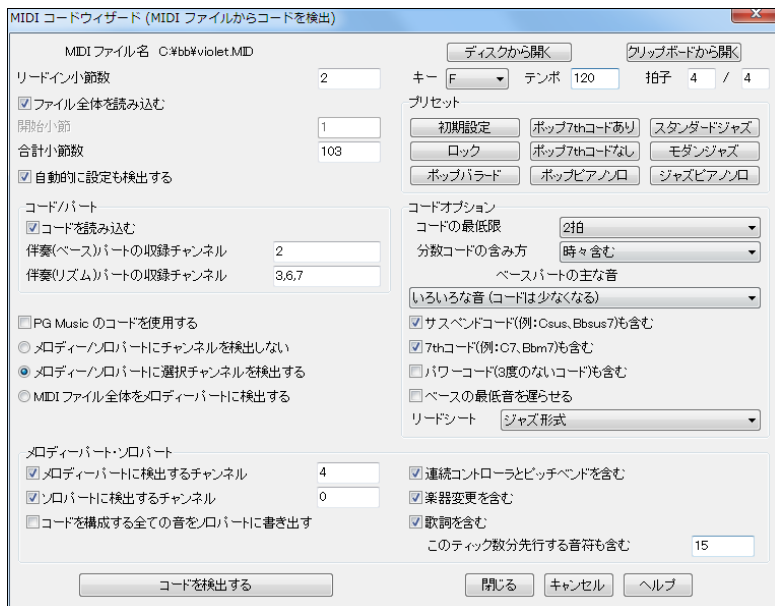 MIDI コードウィザード (MIDI ファイルからコードを検出)
MIDI ファイル名 C:¥bb¥violet.MID
ディスクから開く
クリップボードから開く
リードイン小節数 2
キー F テンポ 120 拍子 4 / 4
ファイル全体を読み込む
開始小節 1
合計小節数 103
自動的に設定も検出する
プリセット
初期設定 ポップ7thコードあり スタンダードジャズ
ロック ポップ7thコードなし モダンジャズ
ポップバラード ポップピアノソロ ジャズピアノソロ
コード/パート
コードを読み込む
伴奏(ベース)パートの収録チャンネル 2
伴奏(リズム)パートの収録チャンネル 3,6,7
コードオプション
コードの最低限 2拍
分数コードの含み方 時々含む
ベースパートの主な音
いろいろな音 (コードは少なくなる)
サスペンドコード(例:Csus、Bbsus7)も含む
7thコード(例:C7、Bbm7)も含む
パワーコード(3度のないコード)も含む
ベースの最低音を遅らせる
リードシート ジャズ形式
PG Music のコードを使用する
メロディー/ソロパートにチャンネルを検出しない
メロディー/ソロパートに選択チャンネルを検出する
MIDI ファイル全体をメロディーパートに検出する
メロディーパート・ソロパート
メロディーパートに検出するチャンネル 4
ソロパートに検出するチャンネル 0
コードを構成する全ての音をソロパートに書き出す
連続コントローラとピッチベンドを含む
楽器変更を含む
歌詞を含む
このティック数分先行する音符も含む 15
コードを検出する
閉じる キャンセル ヘルプ